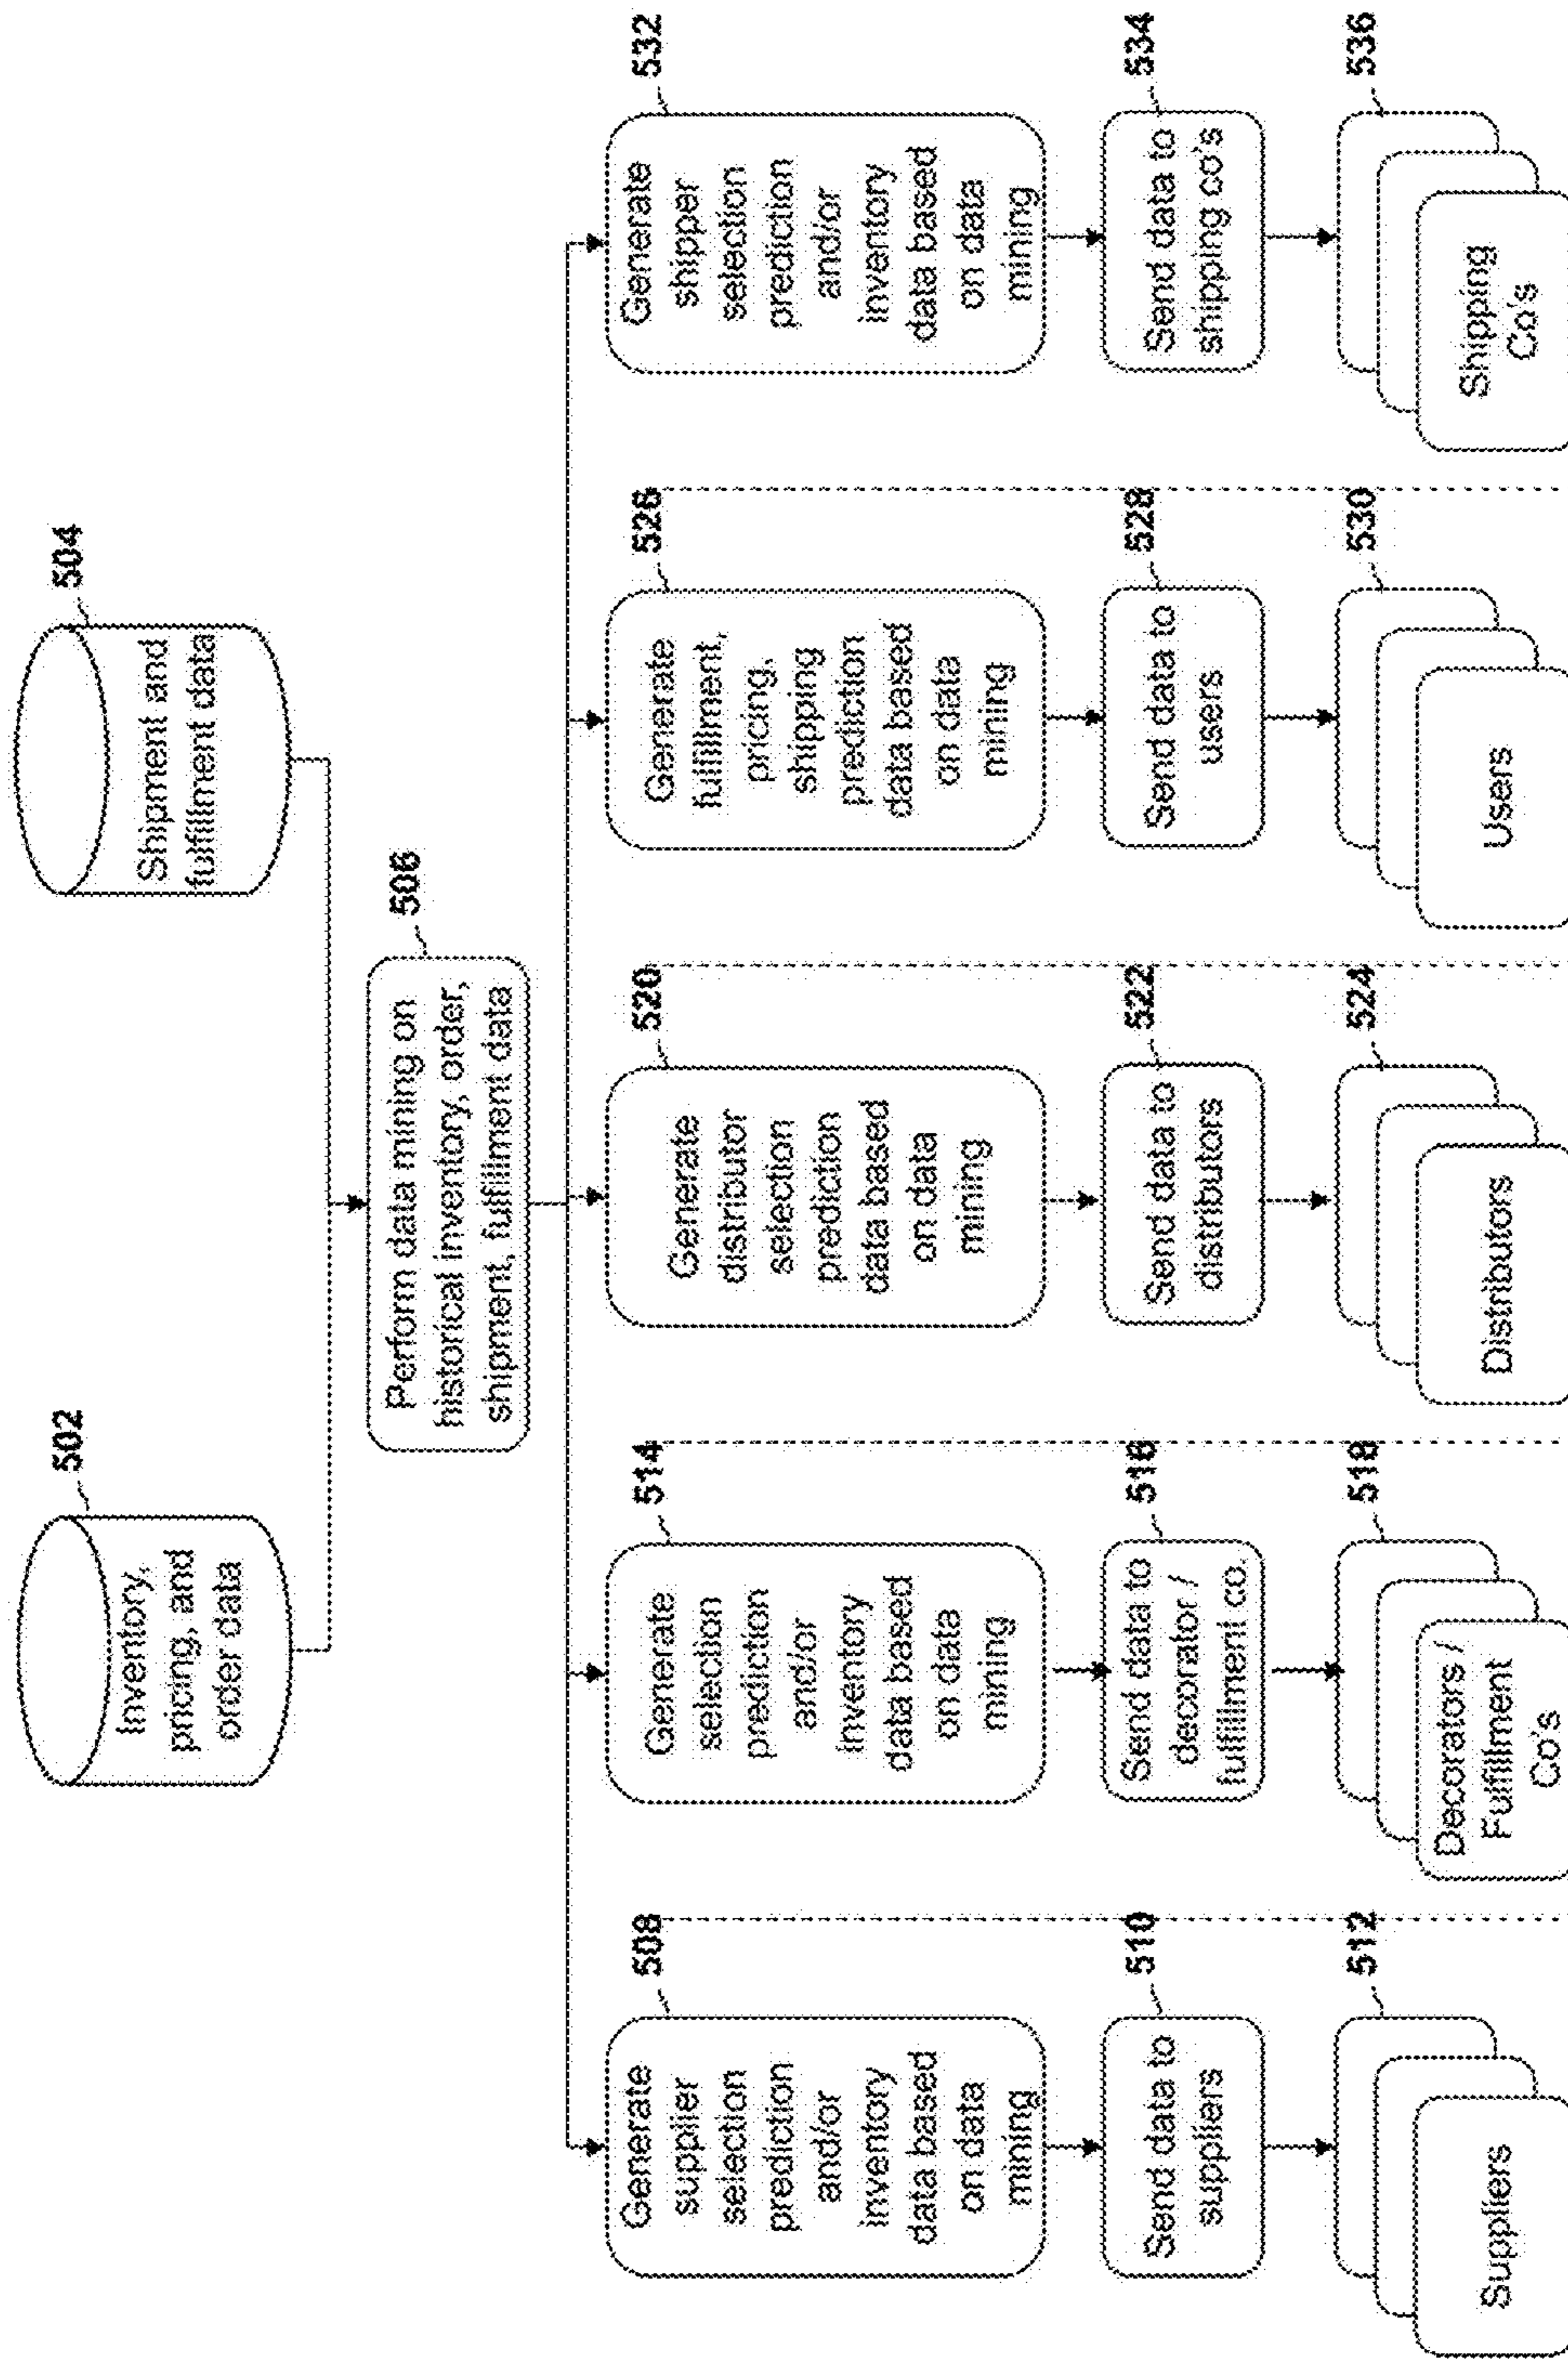 502
Inventory,
pricing, and
order data
504
Shipment and
fulfillment data
506
Perform data mining on
historical inventory, order,
shipment, fulfillment data
508
Generate
supplier
selection
prediction
and/or
inventory
data based
on data
mining
510
Send data to
suppliers
512
Suppliers
514
Generate
selection
prediction
and/or
inventory
data based
on data
mining
516
Send data to
decorator /
fulfillment co.
518
Decorators /
Fulfillment
Co's
520
Generate
distributor
selection
prediction
data based
on data
mining
522
Send data to
distributors
524
Distributors
526
Generate
fulfillment,
pricing,
shipping
prediction
data based
on data
mining
528
Send data to
users
530
Users
532
Generate
shipper
selection
prediction
and/or
inventory
data based
on data
mining
534
Send data to
shipping co's
536
Shipping
Co's